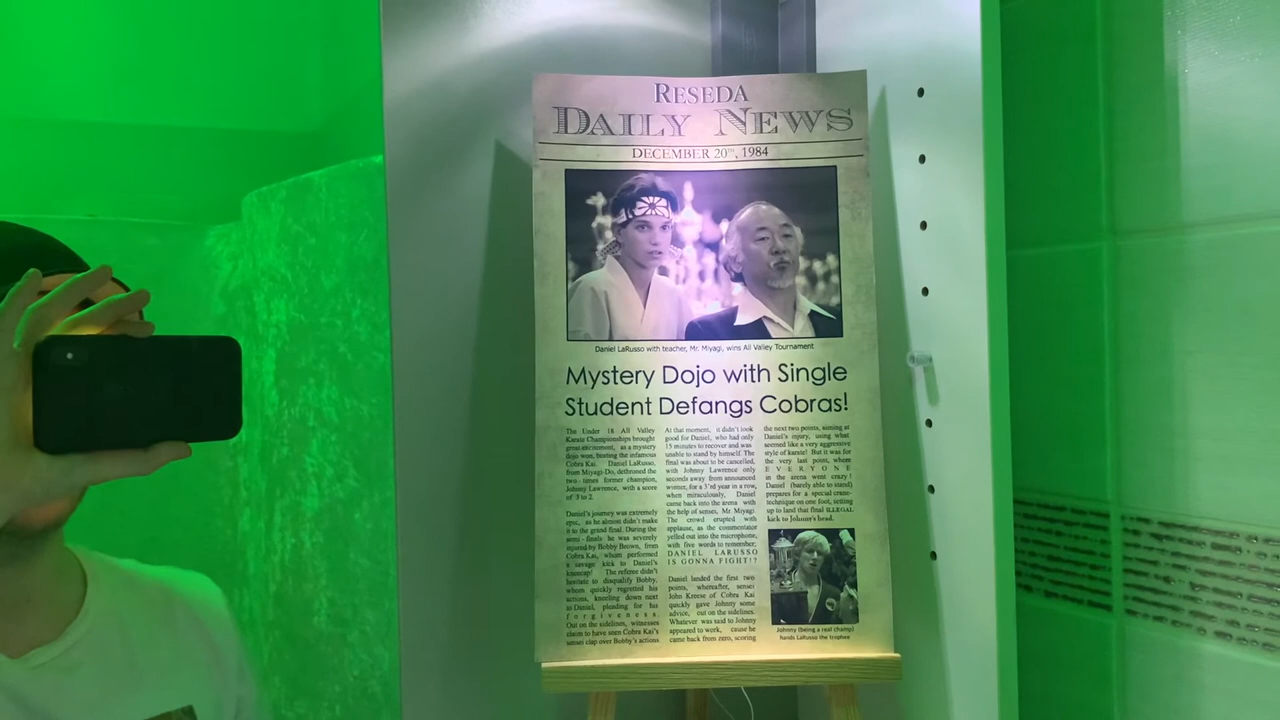 RESEDA
DAILY NEWS
DECEMBER 20TH, 1984
Daniel LaRusso with teacher, Mr. Miyagi, wins All Valley Tournament
Mystery Dojo with Single
Student Defangs Cobras!
The Under 18 All Valley
Karate Championships brought
great excitement, as a mystery
dojo won, beating the infamous
Cobra Kai. Daniel LaRusso,
from Miyagi-Do, dethroned the
two- times former champion,
Johnny Lawrence, with a score
of 3 to 2.
Daniel's journey was extremely
epic, as he almost didn't make
it to the grand final. During the
semi - finals he was severely
injured by Bobby Brown, from
Cobra Kai, whom performed
a savage kick to Daniel's
kneecap! The referee didn't
hesitate to disqualify Bobby,
whom quickly regretted his
actions, kneeling down next
to Daniel, pleading for his
forgiveness.
Out on the sidelines, witnesses
claim to have seen Cobra Kai's
sensei clap over Bobby's actions
At that moment, it didn't look
good for Daniel, who had only
15 minutes to recover and was
unable to stand by himself. The
final was about to be cancelled,
with Johnny Lawrence only
seconds away from announced
winner, for a 3'rd year in a row,
when miraculously, Daniel
came back into the arena with
the help of sensei, Mr. Miyagi.
The crowd erupted with
applause, as the commentator
yelled out into the microphone,
with five words to remember;
DANIEL LARUSSO
IS GONNA FIGHT!?
Daniel landed the first two
points, whereafter, sensei
John Kreese of Cobra Kai
quickly gave Johnny some
advice, out on the sidelines.
Whatever was said to Johnny
appeared to work, cause he
came back from zero, scoring
the next two points, aiming at
Daniel's injury, using what
seemed like a very aggressive
style of karate! But it was for
the very last point, whom
EVERYONE
in the arena went crazy!
Daniel (barely able to stand)
prepares for a special crane-
technique on one foot, setting
up to land that final ILLEGAL
kick to Johnny's head.
Johnny (being a real champ)
hands LaRusso the trophee